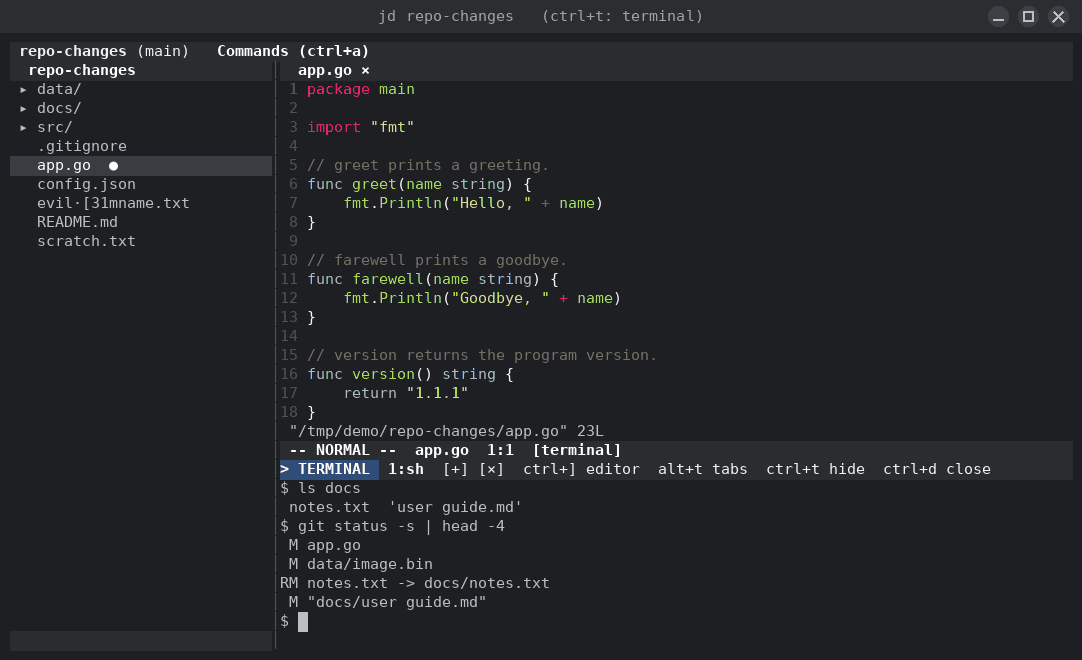 jd repo-changes   (ctrl+t: terminal)
repo-changes (main)   Commands (ctrl+a)
repo-changes
▸ data/
▸ docs/
▸ src/
.gitignore
app.go ●
config.json
evil·[31mname.txt
README.md
scratch.txt
app.go ×
1 package main
2
3 import "fmt"
4
5 // greet prints a greeting.
6 func greet(name string) {
7     fmt.Println("Hello, " + name)
8 }
9
10 // farewell prints a goodbye.
11 func farewell(name string) {
12     fmt.Println("Goodbye, " + name)
13 }
14
15 // version returns the program version.
16 func version() string {
17     return "1.1.1"
18 }
"/tmp/demo/repo-changes/app.go" 23L
-- NORMAL --  app.go  1:1  [terminal]
> TERMINAL  1:sh  [+] [×]  ctrl+] editor  alt+t tabs  ctrl+t hide  ctrl+d close
$ ls docs
notes.txt  'user guide.md'
$ git status -s | head -4
 M app.go
 M data/image.bin
RM notes.txt -> docs/notes.txt
 M "docs/user guide.md"
$